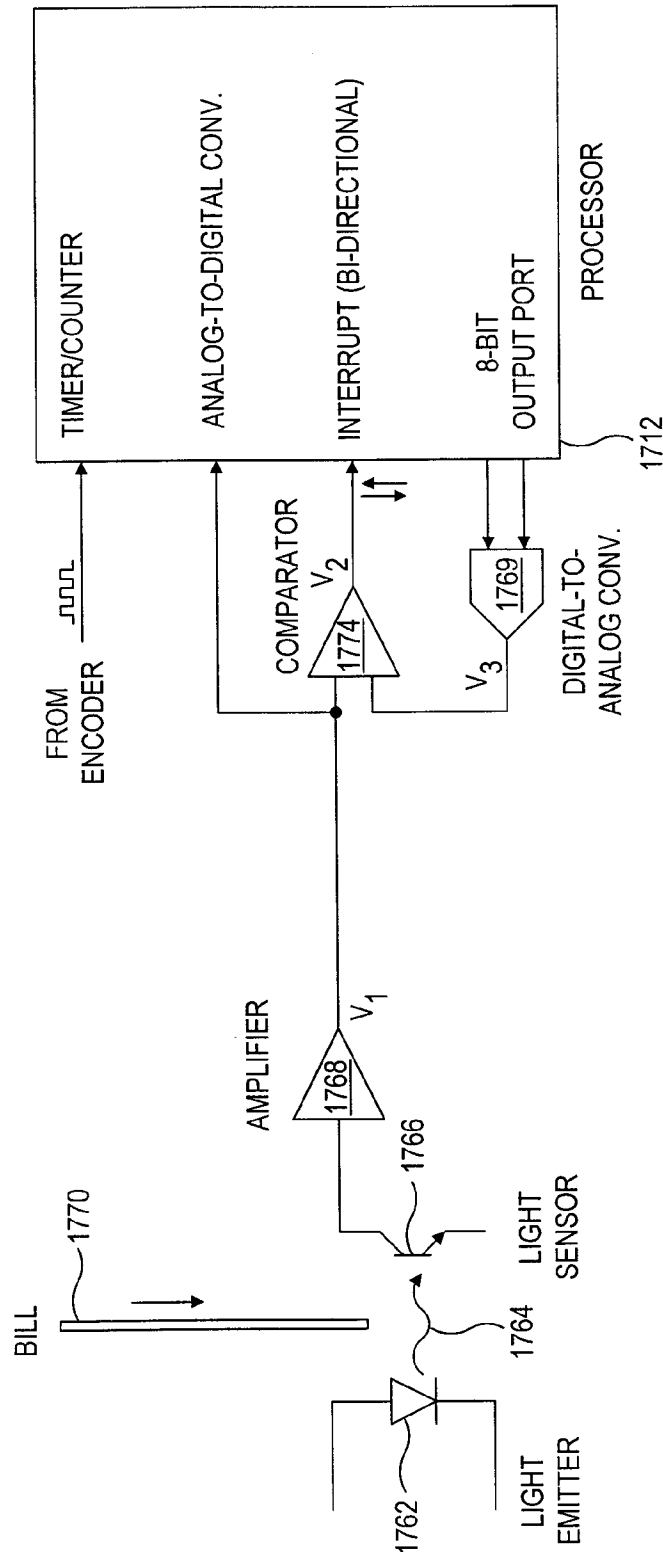 BILL
1770
LIGHT
EMITTER
1762
1764
LIGHT
SENSOR
1766
AMPLIFIER
1768
V1
FROM
ENCODER
COMPARATOR
1774
V2
V3
1769
DIGITAL-TO-
ANALOG CONV.
TIMER/COUNTER
ANALOG-TO-DIGITAL CONV.
INTERRUPT (BI-DIRECTIONAL)
8-BIT
OUTPUT PORT
1712
PROCESSOR